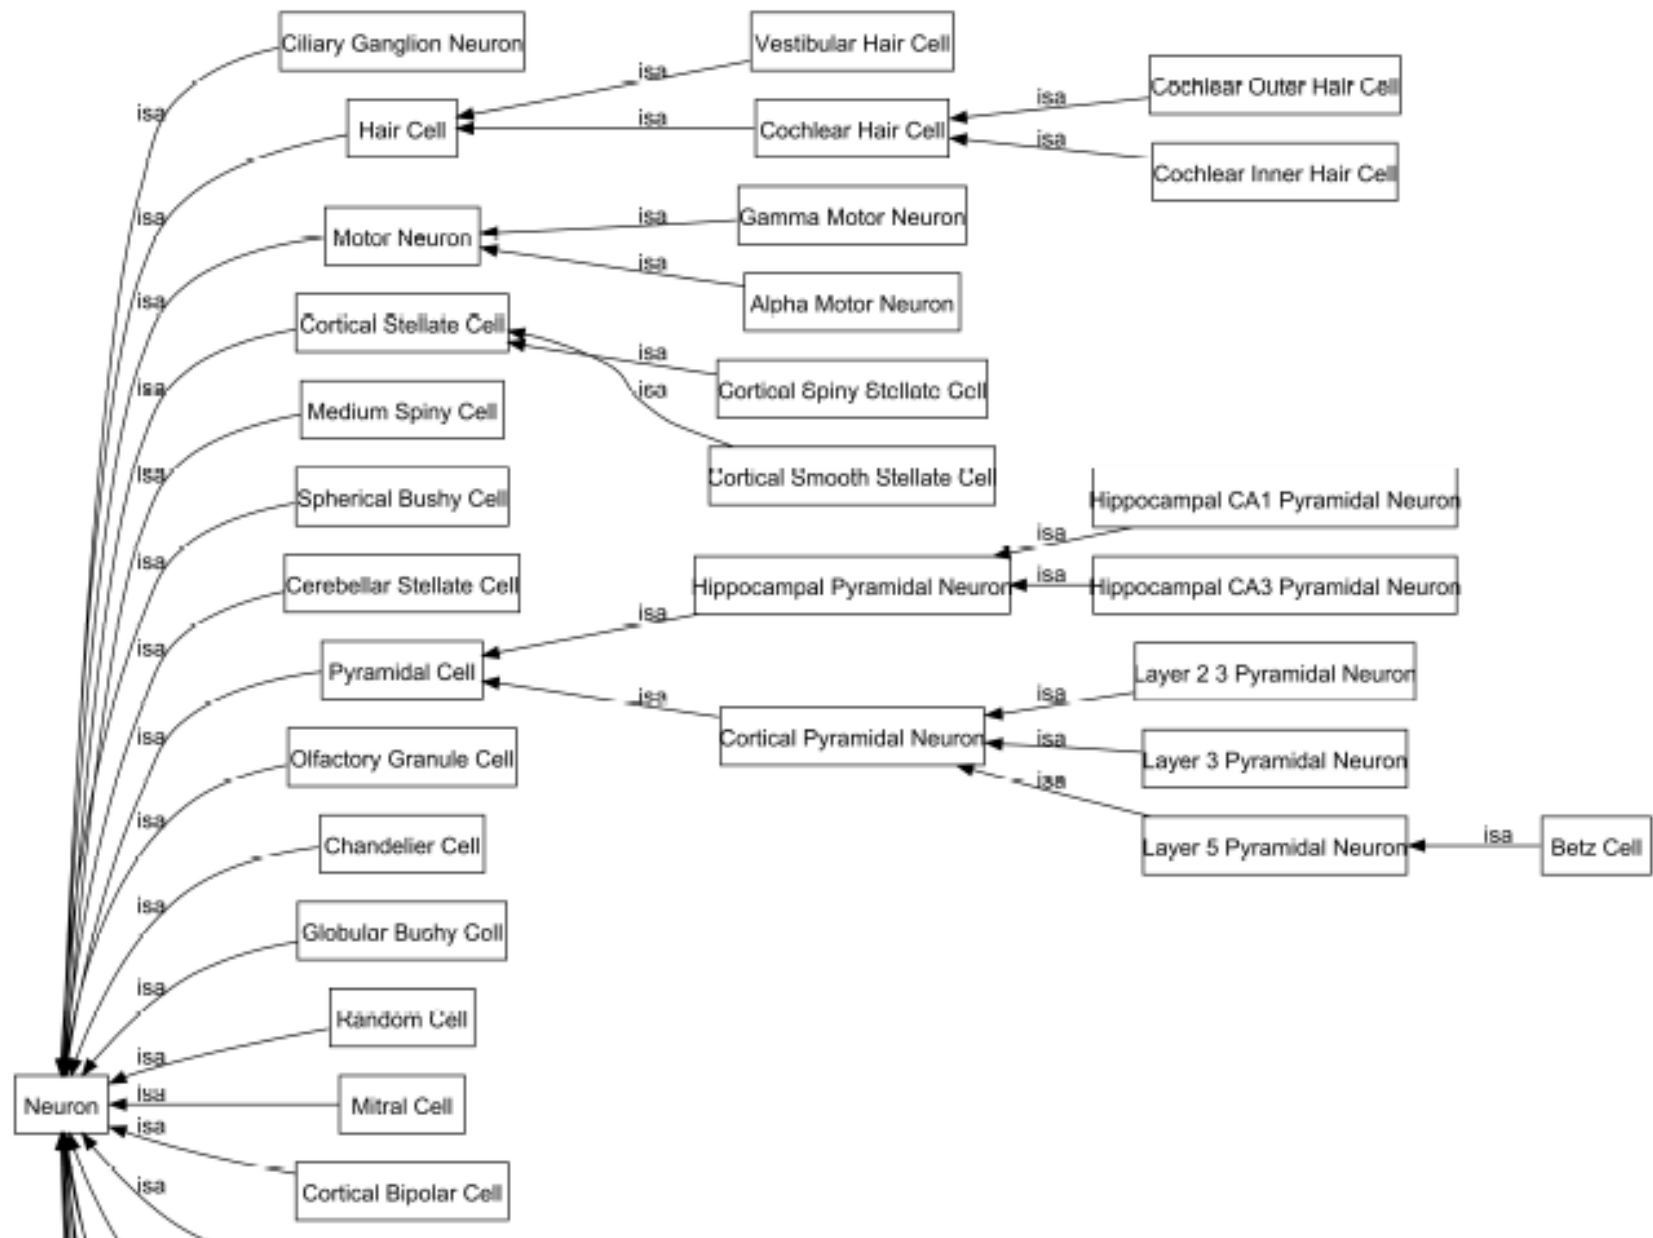 Ciliary Ganglion Neuron
Vestibular Hair Cell
isa
Cochlear Outer Hair Cell
isa
isa
Hair Cell
isa
Cochlear Hair Cell
isa
Cochlear Inner Hair Cell
isa
Gamma Motor Neuron
isa
Motor Neuron
isa
Alpha Motor Neuron
isa
Cortical Stellate Cell
isa
Cortical Spiny Stellate Cell
isa
isa
Medium Spiny Cell
Cortical Smooth Stellate Cell
isa
Spherical Bushy Cell
Hippocampal CA1 Pyramidal Neuron
isa
isa
Cerebellar Stellate Cell
Hippocampal Pyramidal Neuron
isa
Hippocampal CA3 Pyramidal Neuron
isa
isa
Pyramidal Cell
Layer 2 3 Pyramidal Neuron
isa
isa
isa
Cortical Pyramidal Neuron
isa
Olfactory Granule Cell
Layer 3 Pyramidal Neuron
isa
isa
Chandelier Cell
Layer 5 Pyramidal Neuron
isa
Betz Cell
isa
Globular Bushy Cell
isa
Random Cell
isa
isa
Neuron
Mitral Cell
isa
isa
Cortical Bipolar Cell